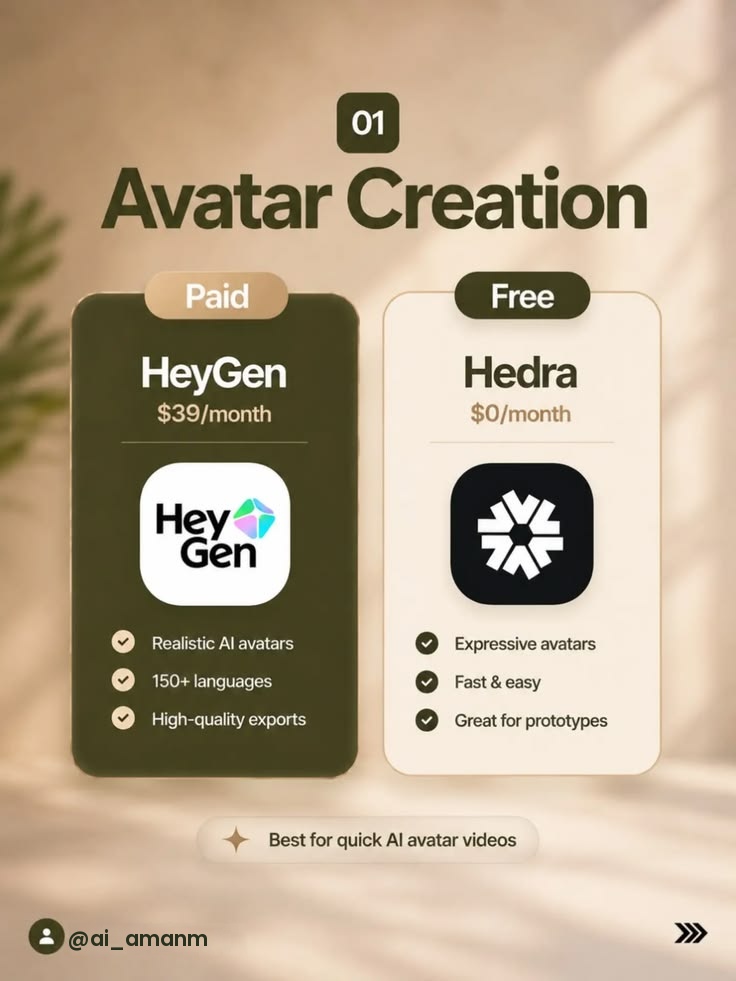 01
Avatar Creation
Paid
HeyGen
$39/month
Hey
Gen
Realistic AI avatars
150+ languages
High-quality exports
Free
Hedra
$0/month
Expressive avatars
Fast & easy
Great for prototypes
Best for quick AI avatar videos
@ai_amanm